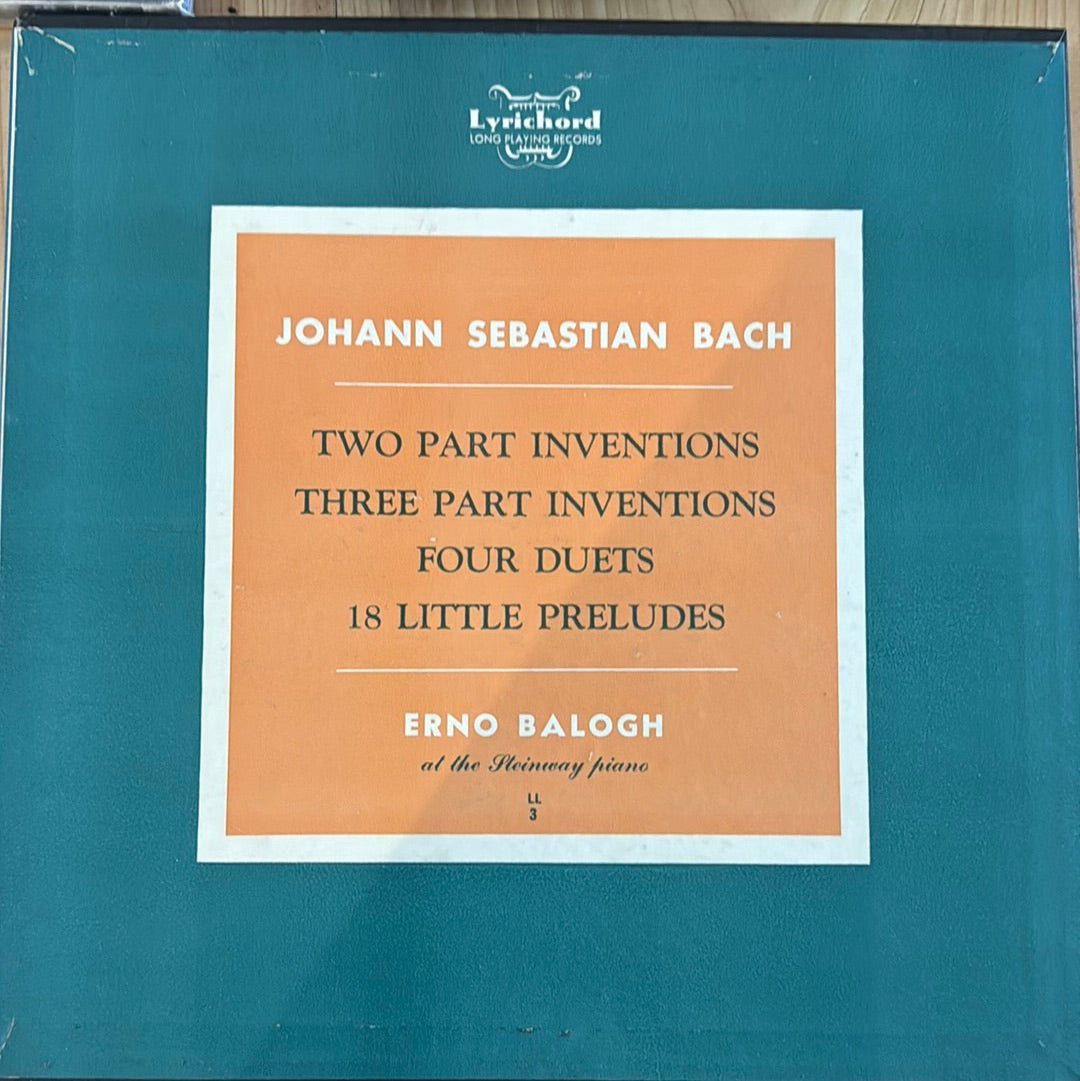 Lyrichord
LONG PLAYING RECORDS
JOHANN SEBASTIAN BACH
TWO PART INVENTIONS
THREE PART INVENTIONS
FOUR DUETS
18 LITTLE PRELUDES
ERNO BALOGH
at the Steinway piano
LL
3